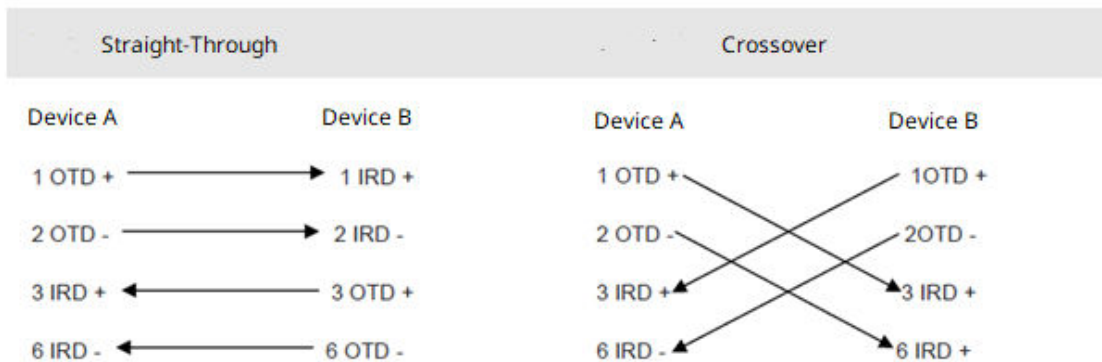 Straight-Through
Crossover
Device A
Device B
1 OTD +
1 IRD +
2 OTD -
2 IRD -
3 IRD +
3 OTD +
6 IRD -
6 OTD -
Device A
Device B
1 OTD +
1OTD +
2 OTD -
2OTD -
3 IRD +
3 IRD +
6 IRD -
6 IRD +